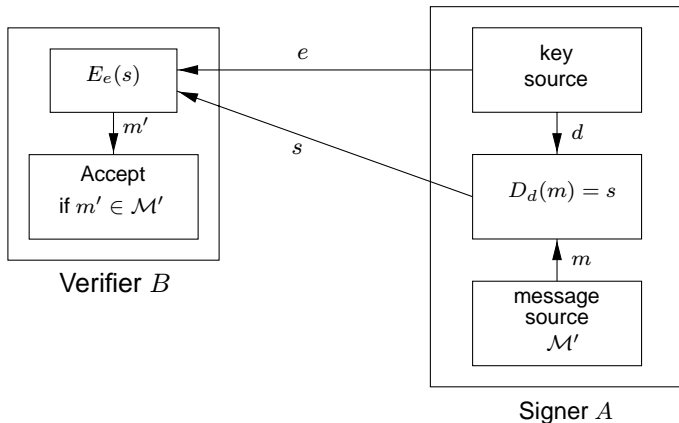 E_e(s)
m′
Accept
if m′ ∈ ℳ′
Verifier B
e
s
key
source
d
D_d(m) = s
m
message
source
ℳ′
Signer A